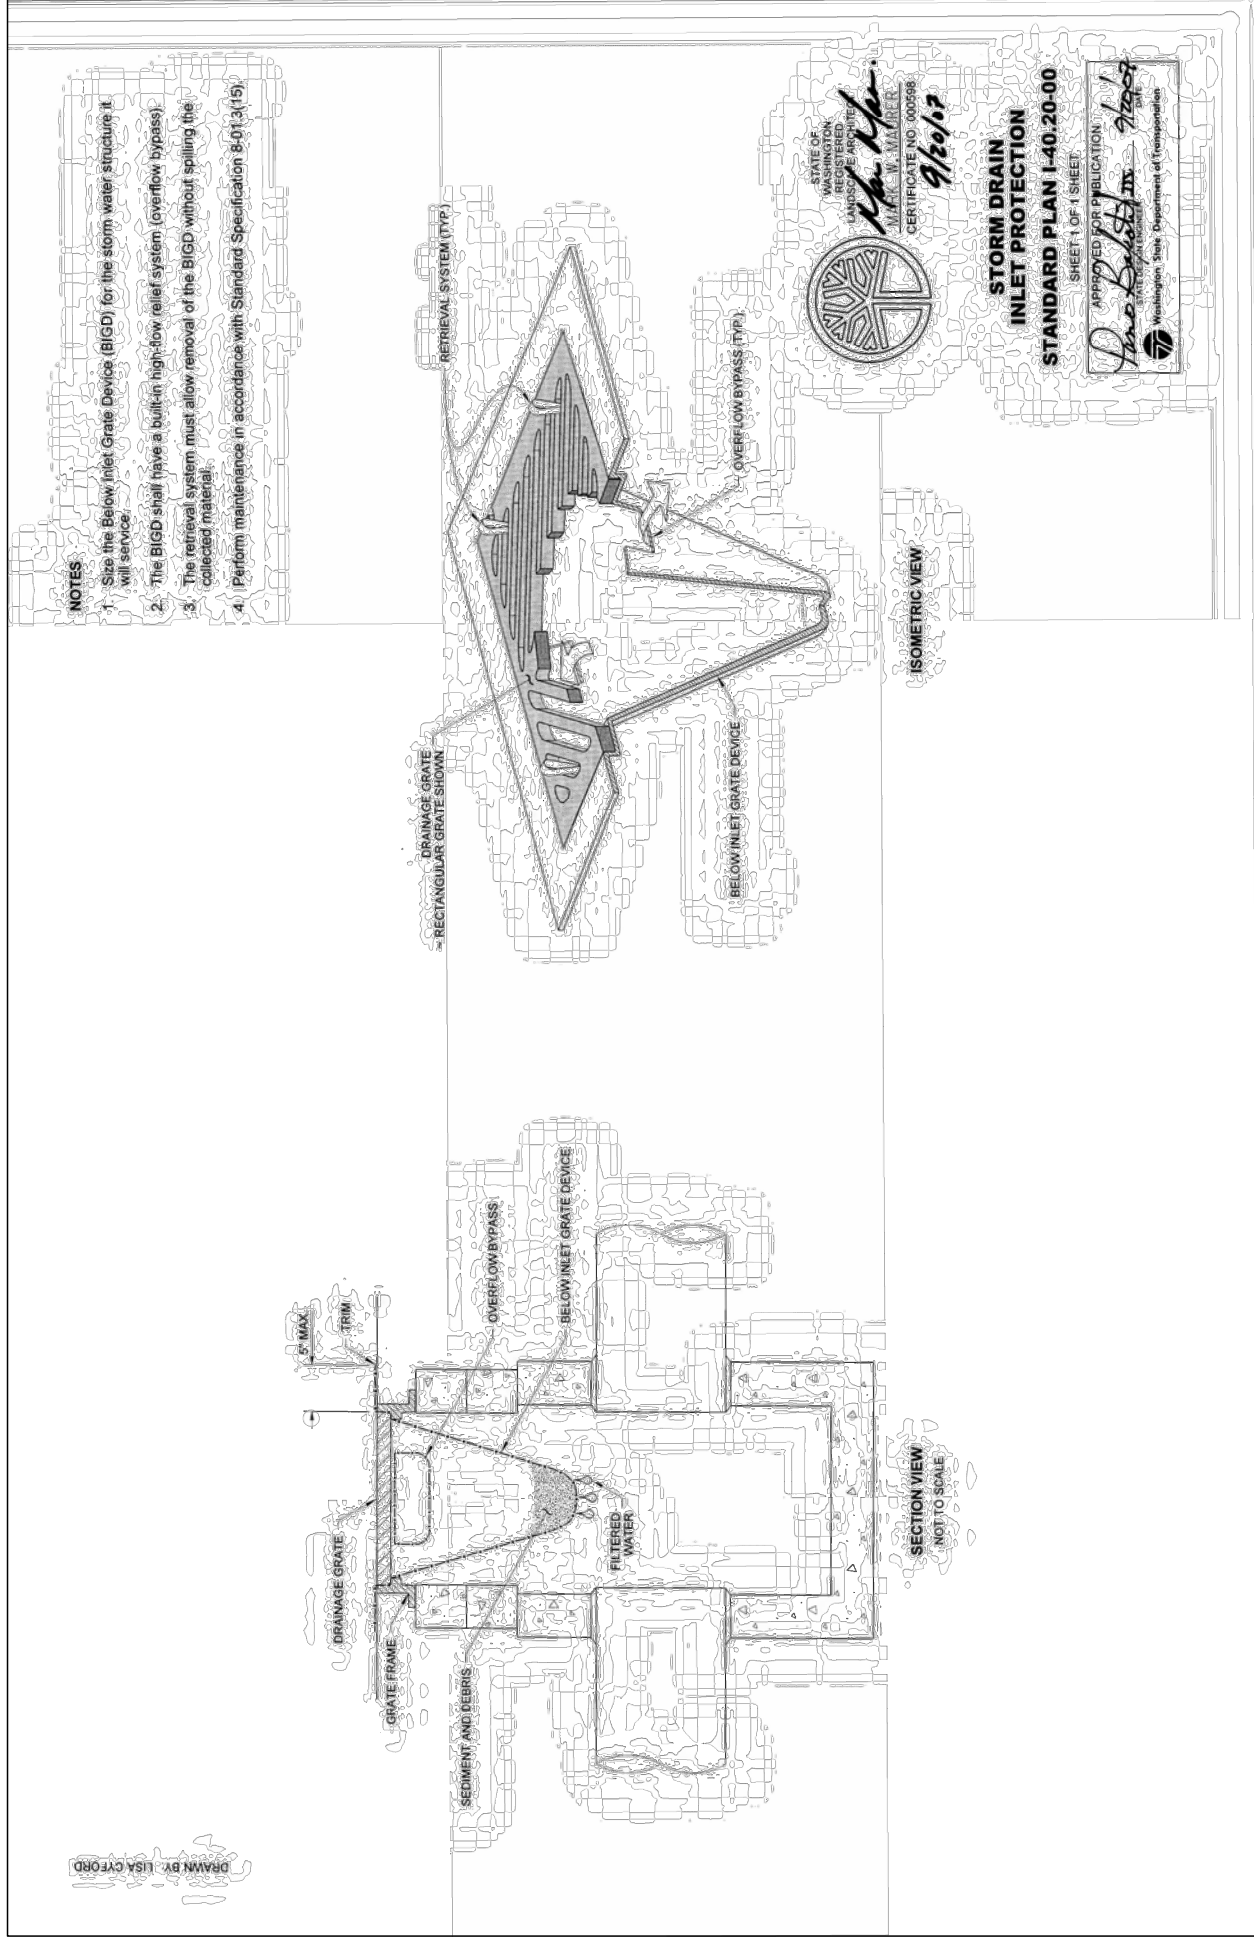 NOTES
1. Size the Below Inlet Grate Device (BIGD) for the storm water structure it
will service.
2. The BIGD shall have a built-in high-flow relief system (overflow bypass).
3. The retrieval system must allow removal of the BIGD without spilling the
collected material.
4. Perform maintenance in accordance with Standard Specification 8-01.3(15).
DRAWN BY: LISA CYFORD
5" MAX.
TRIM
DRAINAGE GRATE
GRATE FRAME
OVERFLOW BYPASS
SEDIMENT AND DEBRIS
BELOW INLET GRATE DEVICE
FILTERED
WATER
SECTION VIEW
NOT TO SCALE
DRAINAGE GRATE
~ RECTANGULAR GRATE SHOWN
RETRIEVAL SYSTEM (TYP.)
BELOW INLET GRATE DEVICE
OVERFLOW BYPASS (TYP.)
ISOMETRIC VIEW
STATE OF
WASHINGTON
REGISTERED
LANDSCAPE ARCHITECT
MARK W. MAURER
CERTIFICATE NO. 000598
9/20/07
STORM DRAIN
INLET PROTECTION
STANDARD PLAN I-40.20-00
SHEET 1 OF 1 SHEET
APPROVED FOR PUBLICATION
9/20/07
STATE DESIGN ENGINEER DATE
Washington State Department of Transportation